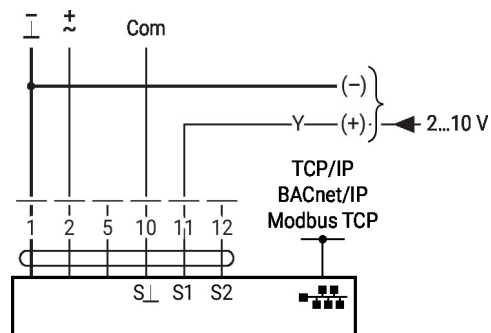 – +
⊥ ~ Com
(–)
Y (+) 2...10 V
TCP/IP
BACnet/IP
Modbus TCP
1 2 5 10 11 12
S⊥ S1 S2